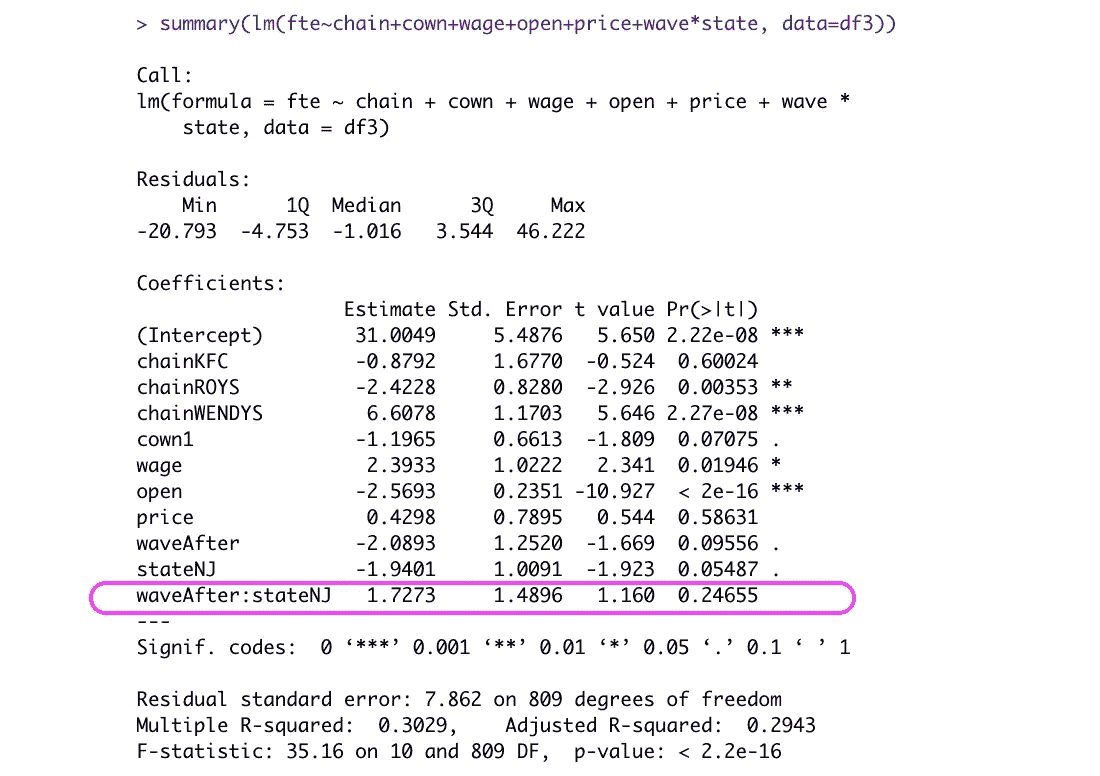 > summary(lm(fte~chain+cown+wage+open+price+wave*state, data=df3))
Call:
lm(formula = fte ~ chain + cown + wage + open + price + wave *
    state, data = df3)
Residuals:
    Min      1Q  Median      3Q     Max
-20.793  -4.753  -1.016   3.544  46.222
Coefficients:
                  Estimate Std. Error t value Pr(>|t|)
(Intercept)        31.0049     5.4876   5.650 2.22e-08 ***
chainKFC           -0.8792     1.6770  -0.524  0.60024
chainROYS          -2.4228     0.8280  -2.926  0.00353 **
chainWENDYS         6.6078     1.1703   5.646 2.27e-08 ***
cown1              -1.1965     0.6613  -1.809  0.07075 .
wage                2.3933     1.0222   2.341  0.01946 *
open               -2.5693     0.2351 -10.927  < 2e-16 ***
price               0.4298     0.7895   0.544  0.58631
waveAfter          -2.0893     1.2520  -1.669  0.09556 .
stateNJ            -1.9401     1.0091  -1.923  0.05487 .
waveAfter:stateNJ   1.7273     1.4896   1.160  0.24655
---
Signif. codes:  0 ‘***’ 0.001 ‘**’ 0.01 ‘*’ 0.05 ‘.’ 0.1 ‘ ’ 1
Residual standard error: 7.862 on 809 degrees of freedom
Multiple R-squared:  0.3029,	Adjusted R-squared:  0.2943
F-statistic: 35.16 on 10 and 809 DF,  p-value: < 2.2e-16